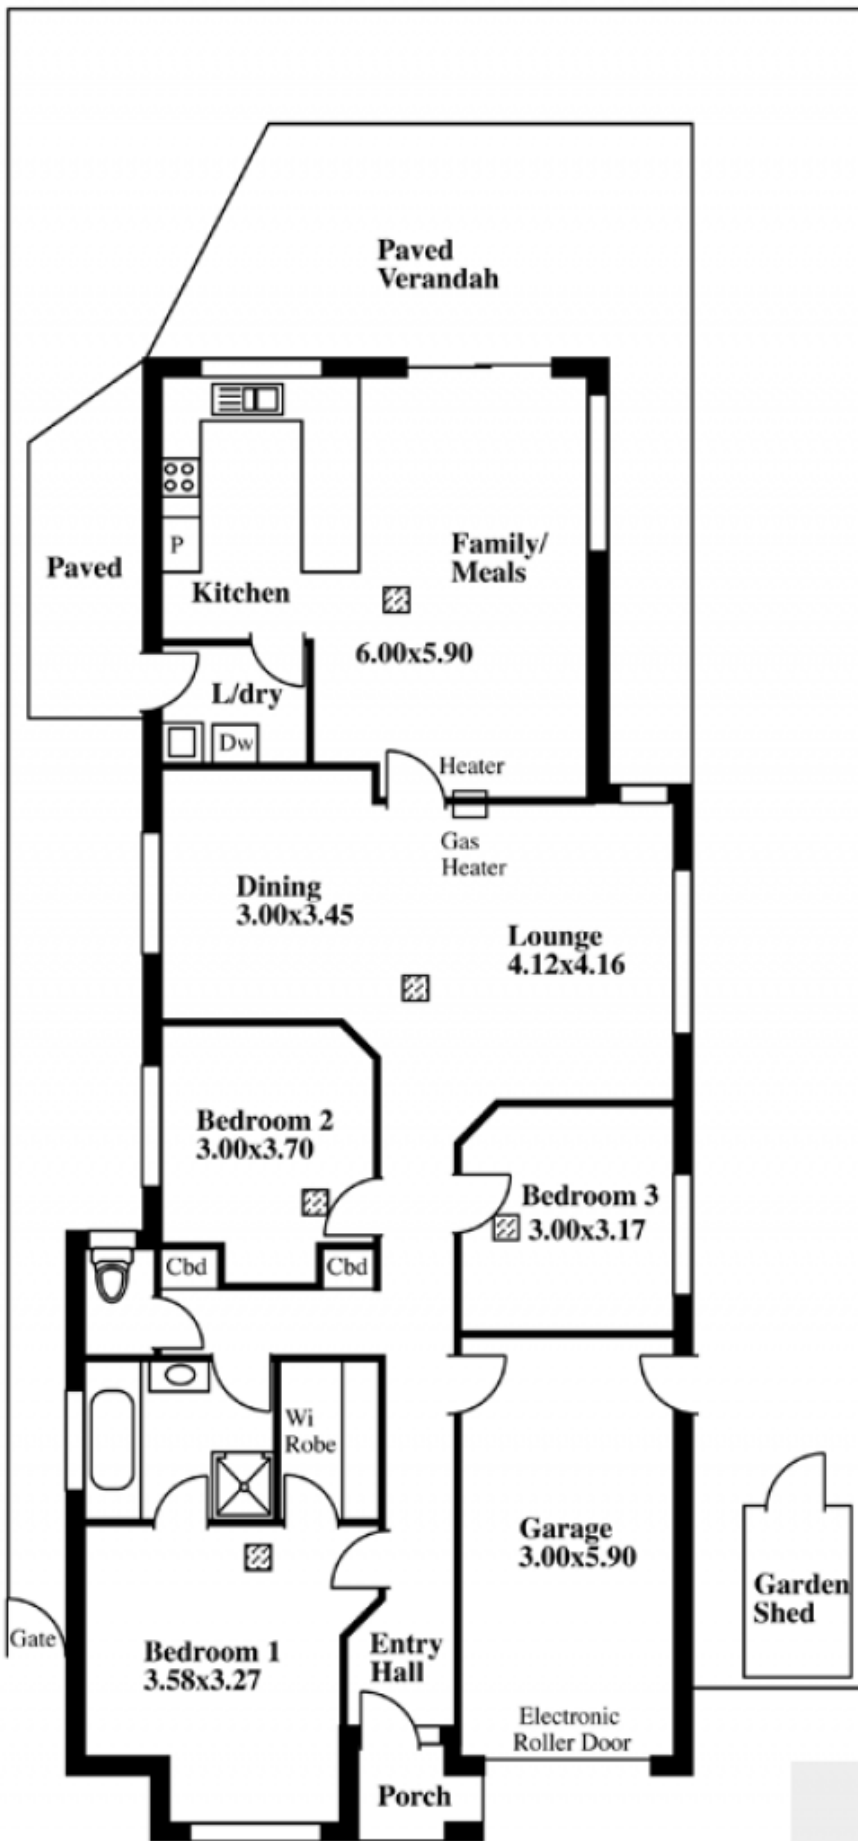 Paved
Verandah
P
Family/
Meals
Paved
Kitchen
6.00x5.90
L/dry
Dw
Heater
Gas
Heater
Dining
3.00x3.45
Lounge
4.12x4.16
Bedroom 2
3.00x3.70
Bedroom 3
3.00x3.17
Cbd
Cbd
Wi
Robe
Garage
3.00x5.90
Garden
Shed
Gate
Bedroom 1
3.58x3.27
Entry
Hall
Electronic
Roller Door
Porch